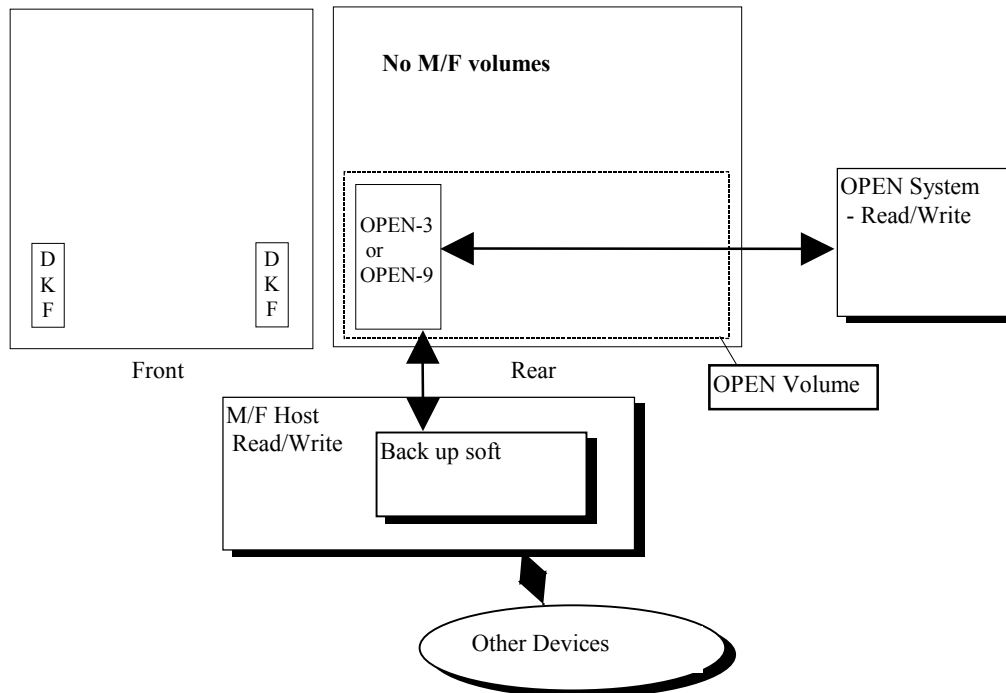 No M/F volumes
OPEN-3
or
OPEN-9
OPEN System
- Read/Write
D
K
F
D
K
F
Front
Rear
OPEN Volume
M/F Host
Read/Write
Back up soft
Other Devices